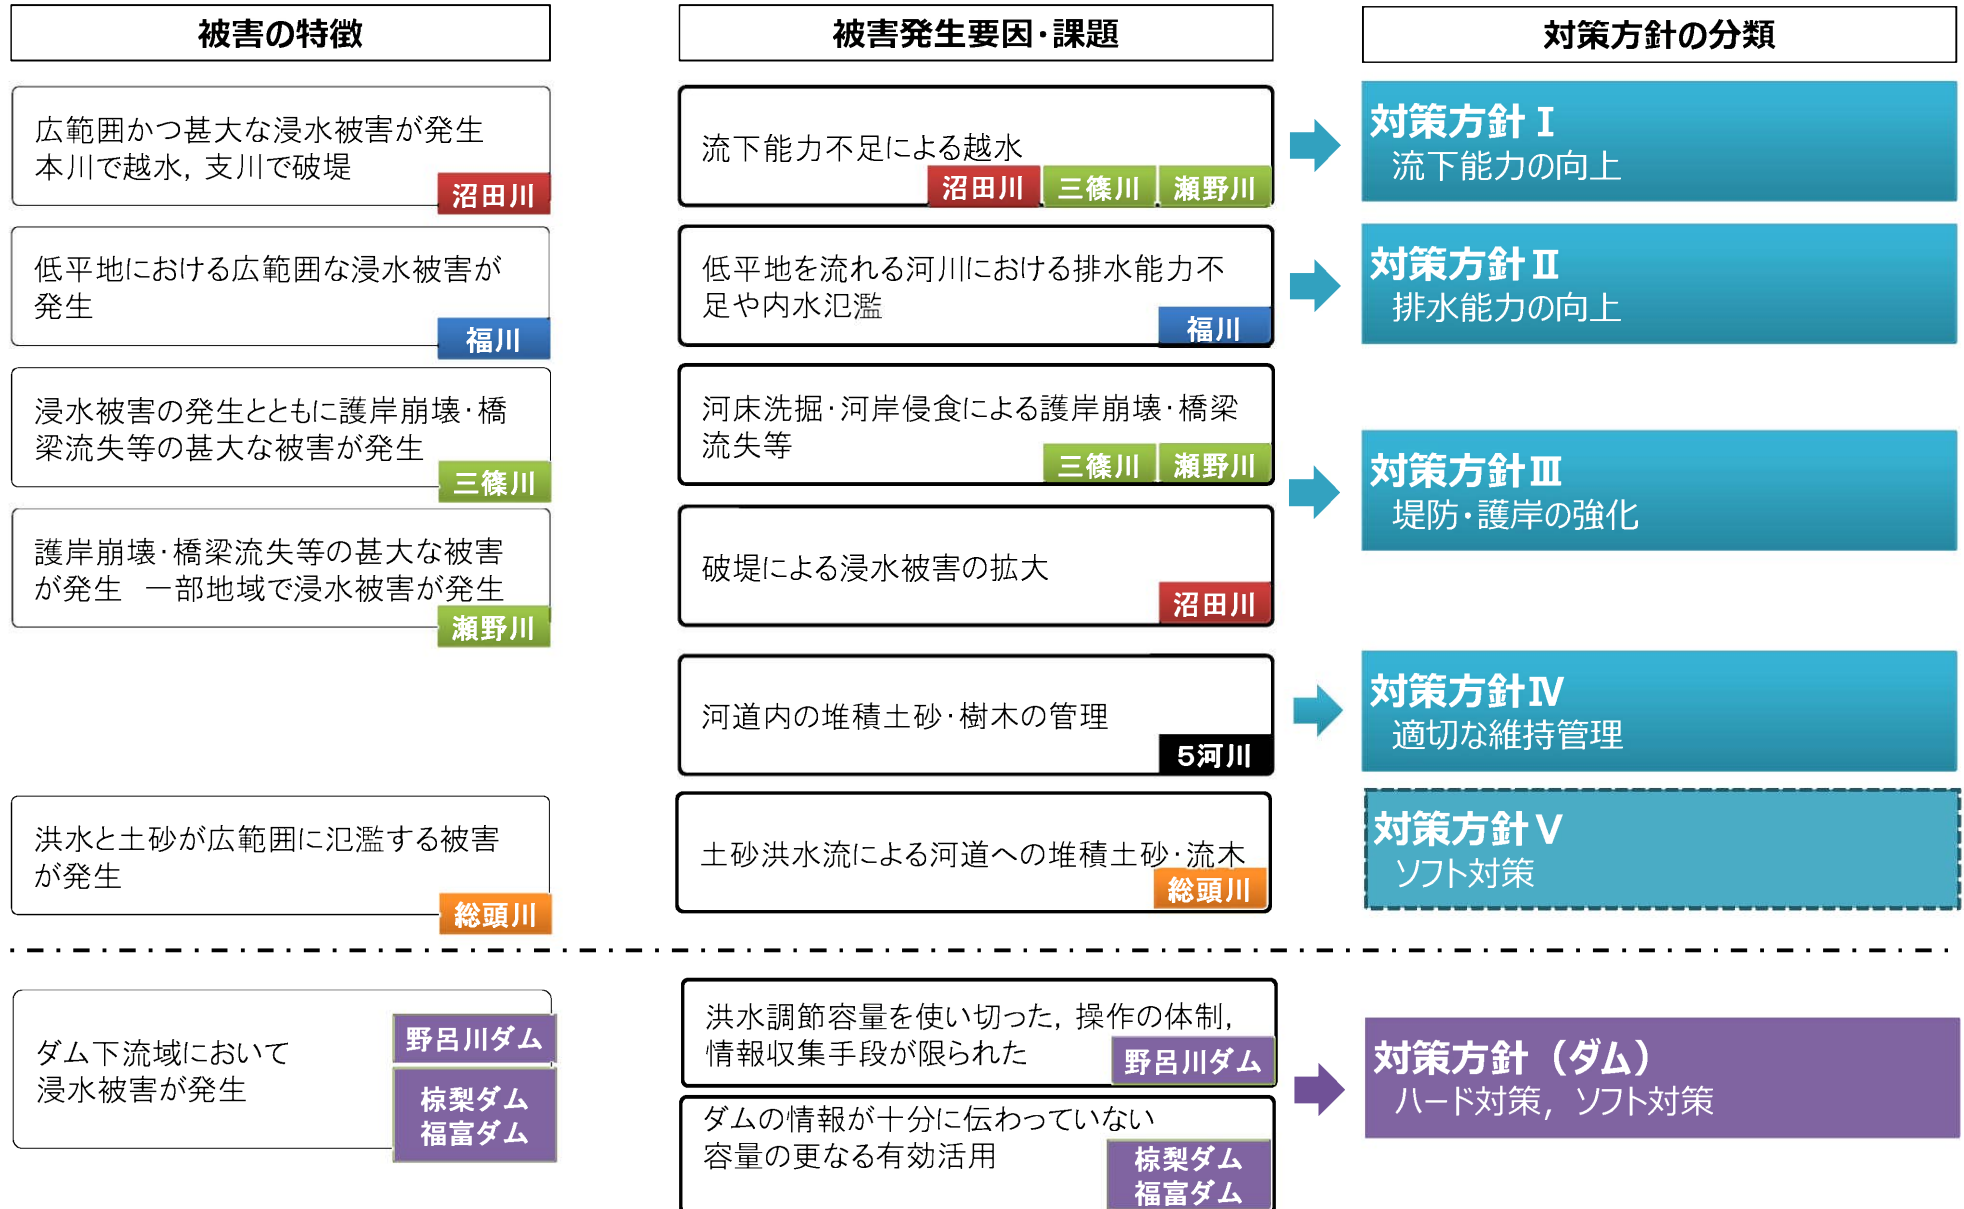 被害の特徴
被害発生要因・課題
対策方針の分類
広範囲かつ甚大な浸水被害が発生
本川で越水，支川で破堤
沼田川
流下能力不足による越水
沼田川
三篠川
瀬野川
対策方針Ⅰ
流下能力の向上
低平地における広範囲な浸水被害が
発生
福川
低平地を流れる河川における排水能力不
足や内水氾濫
福川
対策方針Ⅱ
排水能力の向上
浸水被害の発生とともに護岸崩壊・橋
梁流失等の甚大な被害が発生
三篠川
河床洗掘・河岸侵食による護岸崩壊・橋梁
流失等
三篠川
瀬野川
対策方針Ⅲ
堤防・護岸の強化
護岸崩壊・橋梁流失等の甚大な被害
が発生　一部地域で浸水被害が発生
瀬野川
破堤による浸水被害の拡大
沼田川
河道内の堆積土砂・樹木の管理
5河川
対策方針Ⅳ
適切な維持管理
洪水と土砂が広範囲に氾濫する被害
が発生
総頭川
土砂洪水流による河道への堆積土砂・流木
総頭川
対策方針Ⅴ
ソフト対策
ダム下流域において
浸水被害が発生
野呂川ダム
椋梨ダム
福富ダム
洪水調節容量を使い切った，操作の体制，
情報収集手段が限られた
野呂川ダム
ダムの情報が十分に伝わっていない
容量の更なる有効活用
椋梨ダム
福富ダム
対策方針（ダム）
ハード対策，ソフト対策